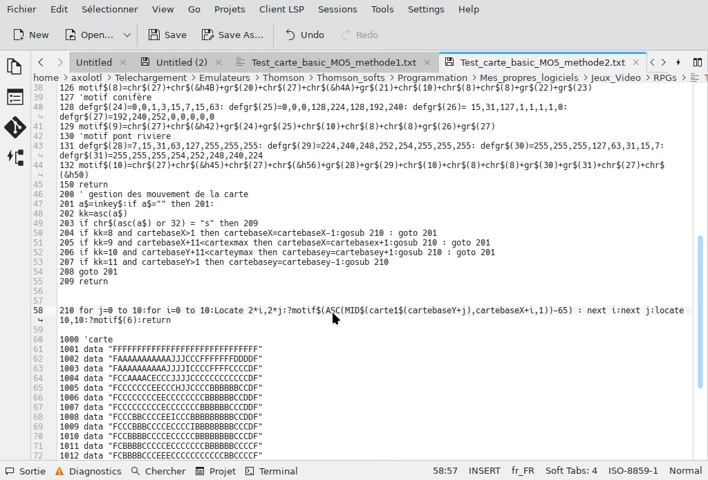 Fichier Edit Sélectionner View Projets Go Client LSP Sessions Tools Settings Help
New Open... Save Save As... Undo Redo
Untitled Untitled (2) Test_carte_basic_MO5_methode1.txt Test_carte_basic_MO5_methode2.txt
home axolotl Telechargement Emulateurs Thomson Thomson_softs Programmation Mes_propres_logiciels Jeux_Video RPGs
38 126 motif$(8)=chr$(27)+chr$(&h4B)+gr$(20)+chr$(27)+chr$(&h4A)+gr$(21)+chr$(10)+chr$(8)+chr$(8)+gr$(22)+gr$(23)
39 127 'motif conifère
40 128 defgr$(24)=0,0,1,3,15,7,15,63: defgr$(25)=0,0,0,128,224,128,192,240: defgr$(26)= 15,31,127,1,1,1,1,0:
defgr$(27)=192,240,252,0,0,0,0,0
41 129 motif$(9)=chr$(27)+chr$(&h42)+gr$(24)+gr$(25)+chr$(10)+chr$(8)+chr$(8)+gr$(26)+gr$(27)
42 130 'motif pont riviere
43 131 defgr$(28)=7,15,31,63,127,255,255,255: defgr$(29)=224,240,248,252,254,255,255,255: defgr$(30)=255,255,255,127,63,31,15,7:
defgr$(31)=255,255,255,254,252,248,240,224
44 132 motif$(10)=chr$(27)+chr$(&h45)+chr$(27)+chr$(&h56)+gr$(28)+gr$(29)+chr$(10)+chr$(8)+chr$(8)+gr$(30)+gr$(31)+chr$(27)+chr$
(&h50)
45 150 return
46 200 ' gestion des mouvement de la carte
47 201 a$=inkey$:if a$="" then 201:
48 202 kk=asc(a$)
49 203 if chr$(asc(a$) or 32) = "s" then 209
50 204 if kk=8 and cartebaseX>1 then cartebaseX=cartebaseX-1:gosub 210 : goto 201
51 205 if kk=9 and cartebaseX+11<cartexmax then cartebaseX=cartebasex+1:gosub 210 : goto 201
52 206 if kk=10 and cartebaseY+11<carteymax then cartebasey=cartebasey+1:gosub 210 : goto 201
53 207 if kk=11 and cartebaseY>1 then cartebasey=cartebasey-1:gosub 210
54 208 goto 201
55 209 return
56
57
58 210 for j=0 to 10:for i=0 to 10:Locate 2*i,2*j:?motif$(ASC(MID$(carte1$(cartebaseY+j),cartebaseX+i,1))-65) : next i:next j:locate
10,10:?motif$(6):return
59
60 1000 'carte
61 1001 data "FFFFFFFFFFFFFFFFFFFFFFFFFFFFFF"
62 1002 data "FAAAAAAAAAAAJJJCCCFFFFFFFDDDDF"
63 1003 data "FAAAAAAAAAAJJJJICCCCFFFFCCCCDF"
64 1004 data "FCCAAAACECCCJJJJCCCCCCCCCCCCDF"
65 1005 data "FCCCCCCCEECCCCHJJCCCCBBBBBBCCDF"
66 1006 data "FCCCCCCCCEECCCCCCCCBBBBBBCCDDF"
67 1007 data "FCCCCCCCCCECCCCCCCBBBBBBCCCDDF"
68 1008 data "FCCCBBCCCCCEEICCCBBBBBBBBCCCDF"
69 1009 data "FCCCBBBCCCCECCCCIBBBBBBCCCCCDF"
70 1010 data "FCCBBBBCCCCECCCCCBBBBBBBCCCCDF"
71 1011 data "FCBBBBCCCCCECCCCCCCBBBBBBCCCCF"
72 1012 data "FCBBBBCCCEEECCCCCCCCCCBBCCCCCF"
Sortie Diagnostics Chercher Projet Terminal 58:57 INSERT fr_FR Soft Tabs: 4 ISO-8859-1 Normal